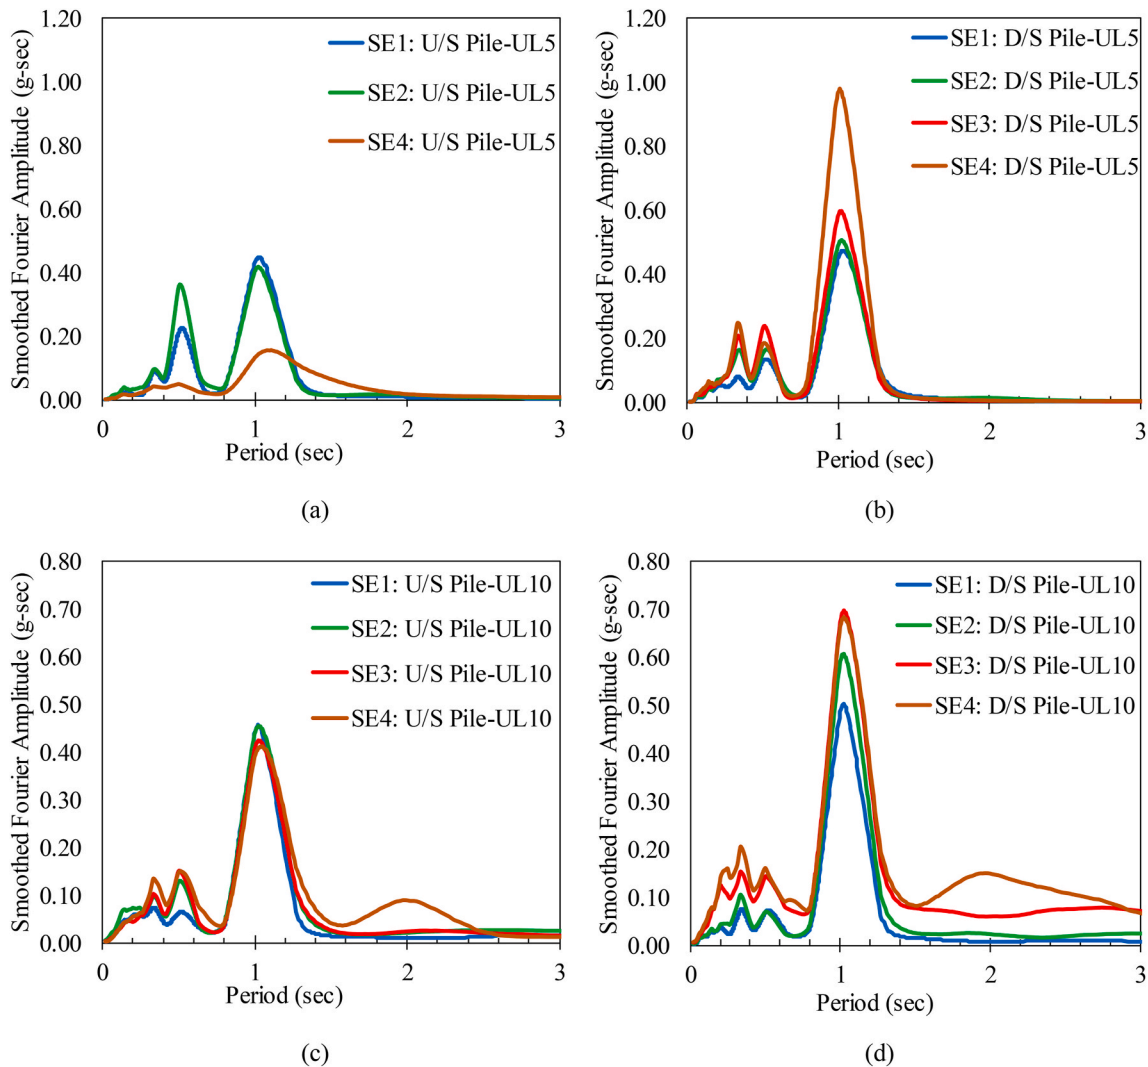 1.20
1.00
0.80
0.60
0.40
0.20
0.00
Smoothed Fourier Amplitude (g-sec)
SE1: U/S Pile-UL5
SE2: U/S Pile-UL5
SE4: U/S Pile-UL5
0 1 2 3
Period (sec)
(a)
1.20
1.00
0.80
0.60
0.40
0.20
0.00
Smoothed Fourier Amplitude (g-sec)
SE1: D/S Pile-UL5
SE2: D/S Pile-UL5
SE3: D/S Pile-UL5
SE4: D/S Pile-UL5
0 1 2 3
Period (sec)
(b)
0.80
0.70
0.60
0.50
0.40
0.30
0.20
0.10
0.00
Smoothed Fourier Amplitude (g-sec)
SE1: U/S Pile-UL10
SE2: U/S Pile-UL10
SE3: U/S Pile-UL10
SE4: U/S Pile-UL10
0 1 2 3
Period (sec)
(c)
0.80
0.70
0.60
0.50
0.40
0.30
0.20
0.10
0.00
Smoothed Fourier Amplitude (g-sec)
SE1: D/S Pile-UL10
SE2: D/S Pile-UL10
SE3: D/S Pile-UL10
SE4: D/S Pile-UL10
0 1 2 3
Period (sec)
(d)